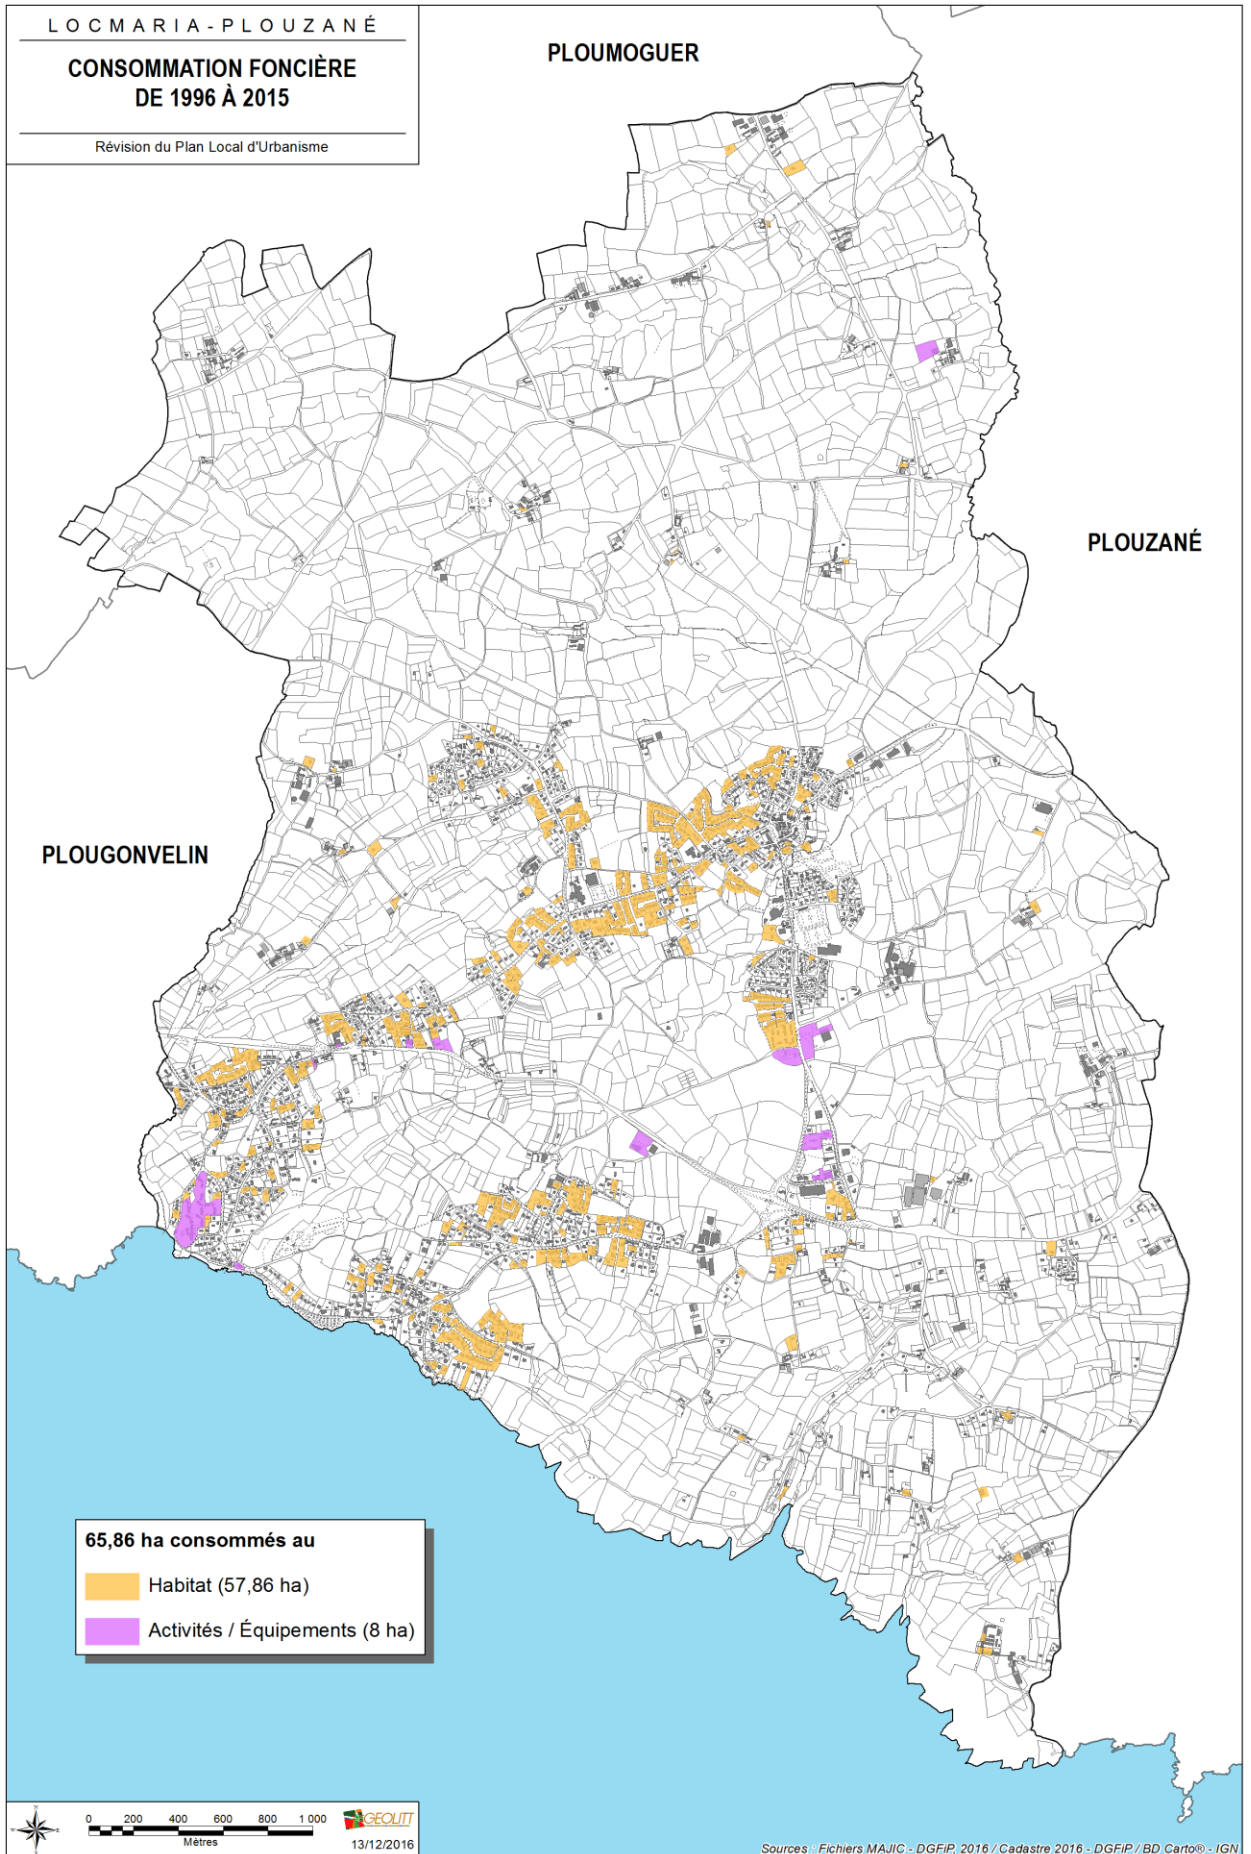 LOCMARIA-PLOUZANÉ
CONSOMMATION FONCIÈRE
DE 1996 À 2015
Révision du Plan Local d'Urbanisme
PLOUMOGUER
PLOUZANÉ
PLOUGONVELIN
65,86 ha consommés au
Habitat (57,86 ha)
Activités / Équipements (8 ha)
0 200 400 600 800 1 000
Mètres
GEOLITT
13/12/2016
Sources : Fichiers MAJIC - DGFiP, 2016 / Cadastre 2016 - DGFiP / BD Carto® - IGN